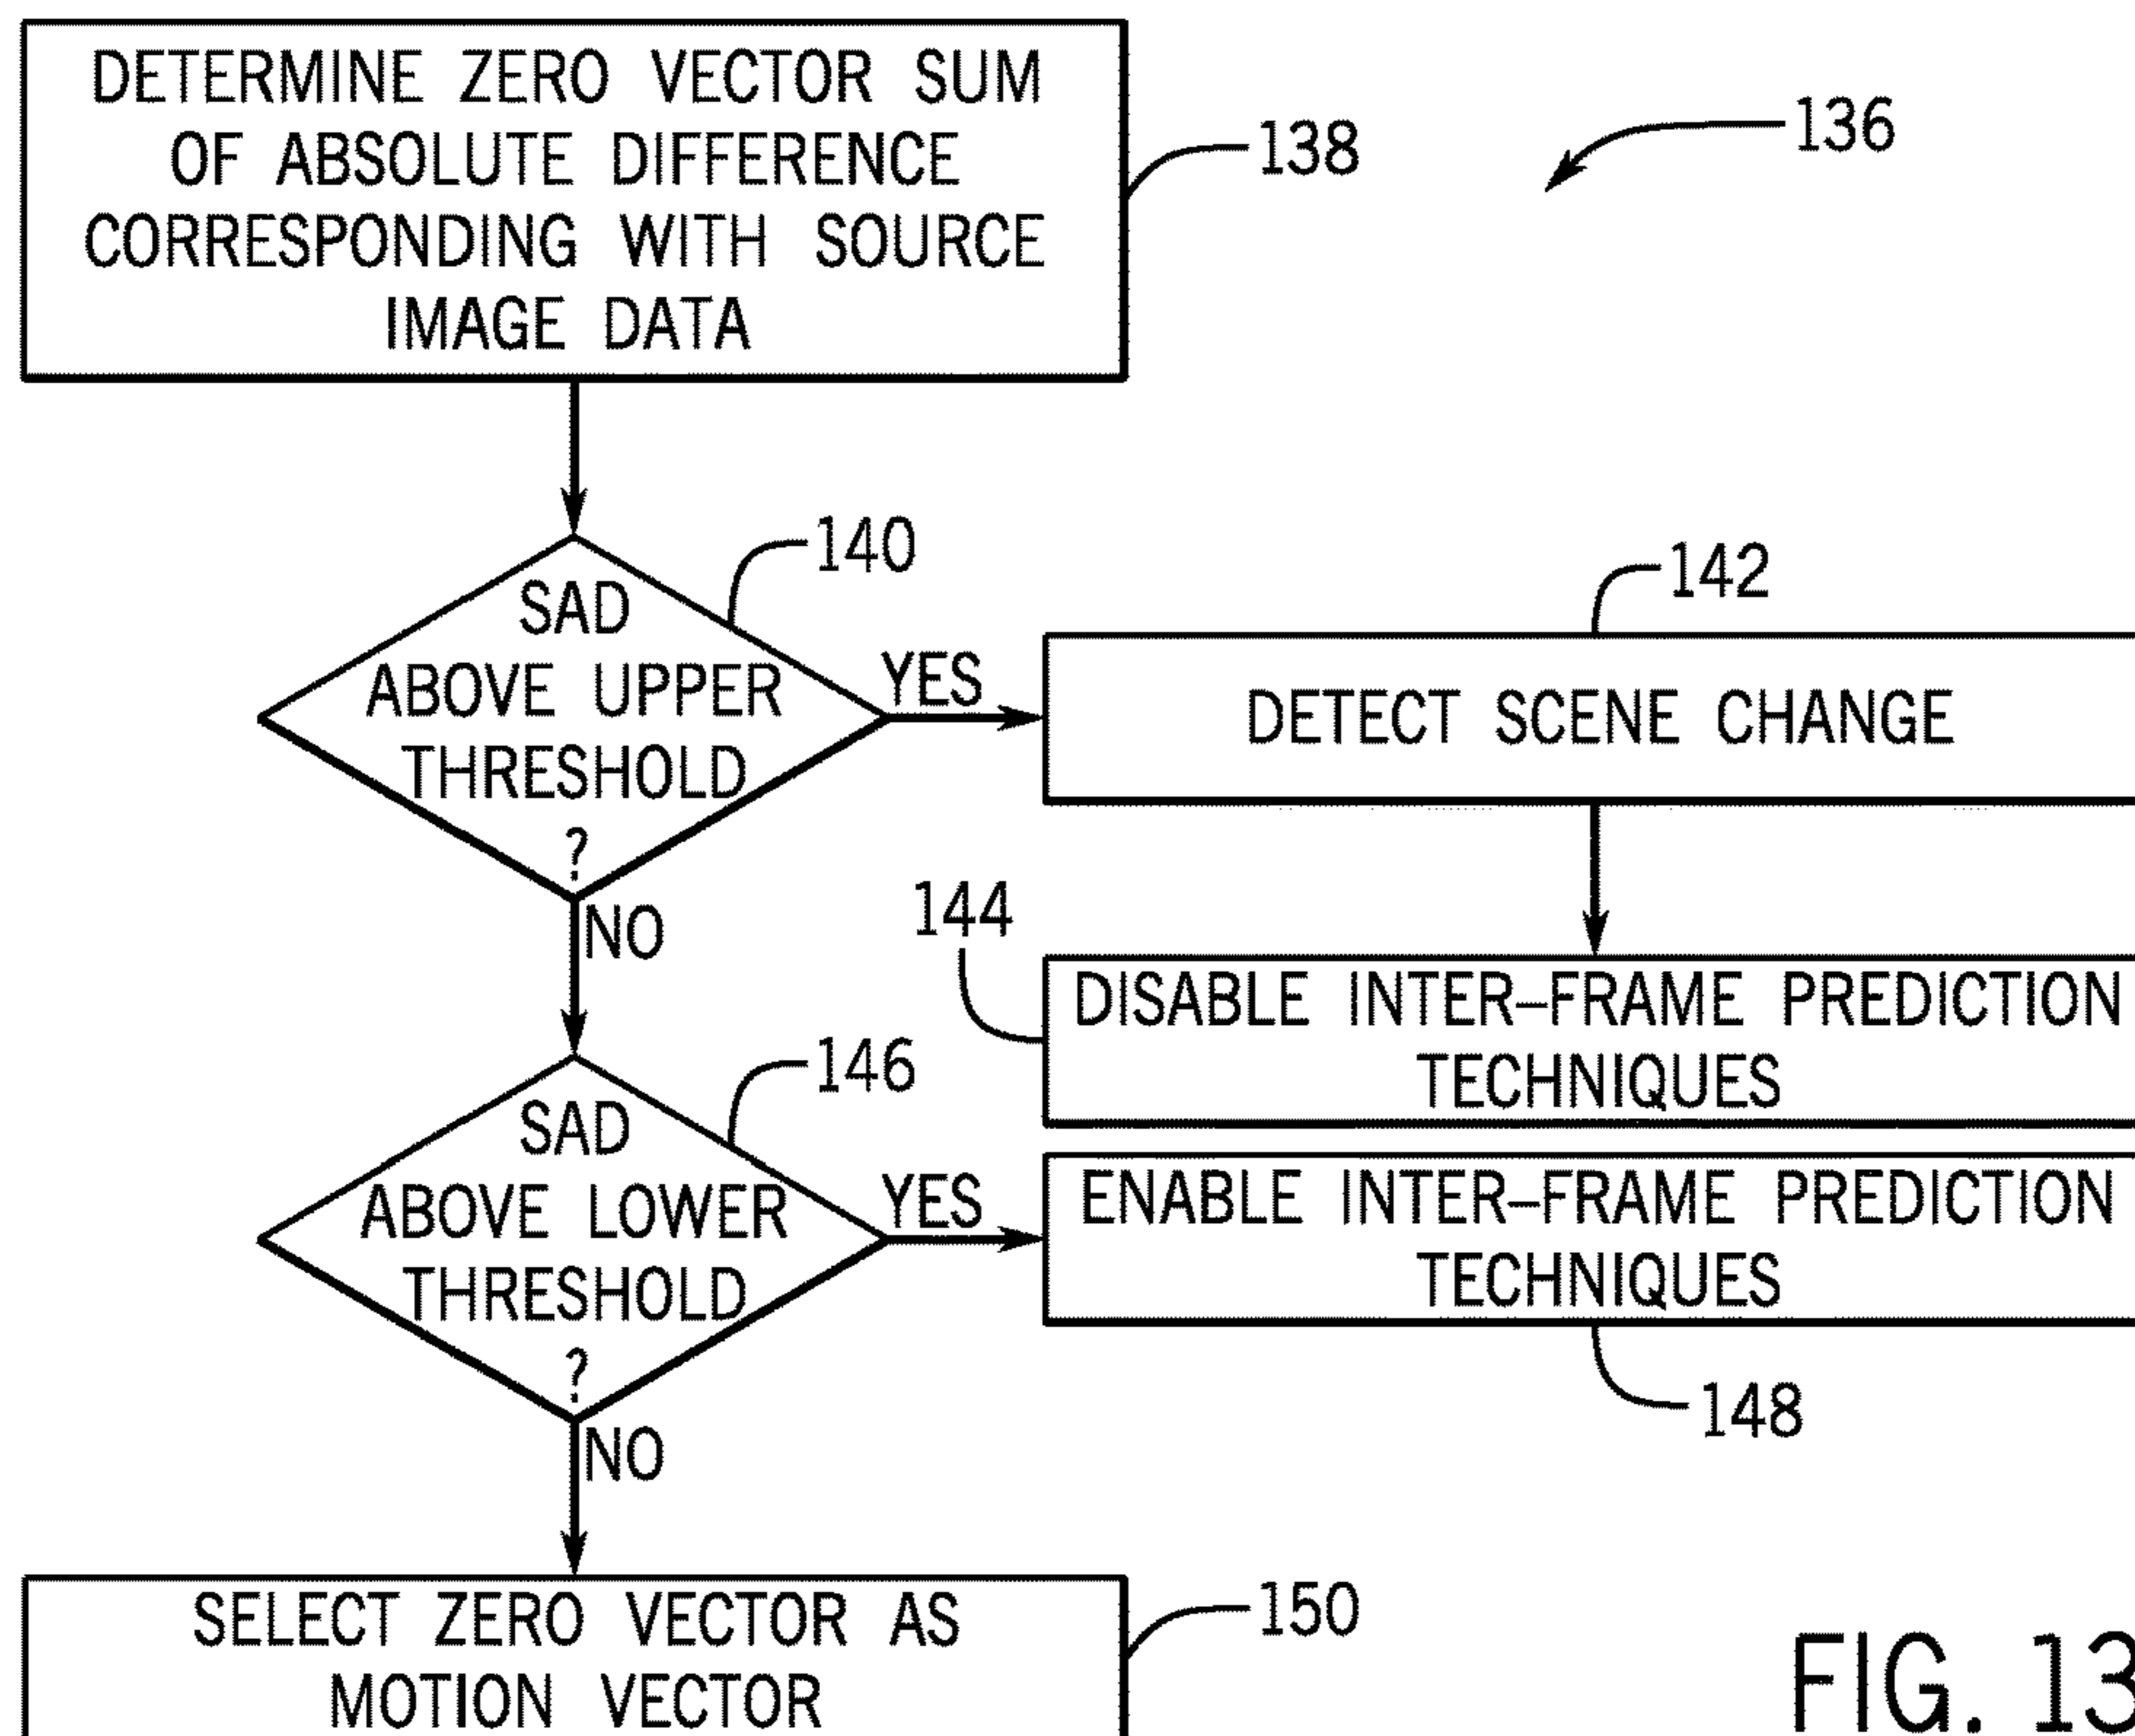 DETERMINE ZERO VECTOR SUM
OF ABSOLUTE DIFFERENCE
CORRESPONDING WITH SOURCE
IMAGE DATA
138
136
SAD
ABOVE UPPER
THRESHOLD
?
140
YES
NO
142
DETECT SCENE CHANGE
144
DISABLE INTER–FRAME PREDICTION
TECHNIQUES
SAD
ABOVE LOWER
THRESHOLD
?
146
YES
NO
ENABLE INTER–FRAME PREDICTION
TECHNIQUES
148
SELECT ZERO VECTOR AS
MOTION VECTOR
150
FIG. 13